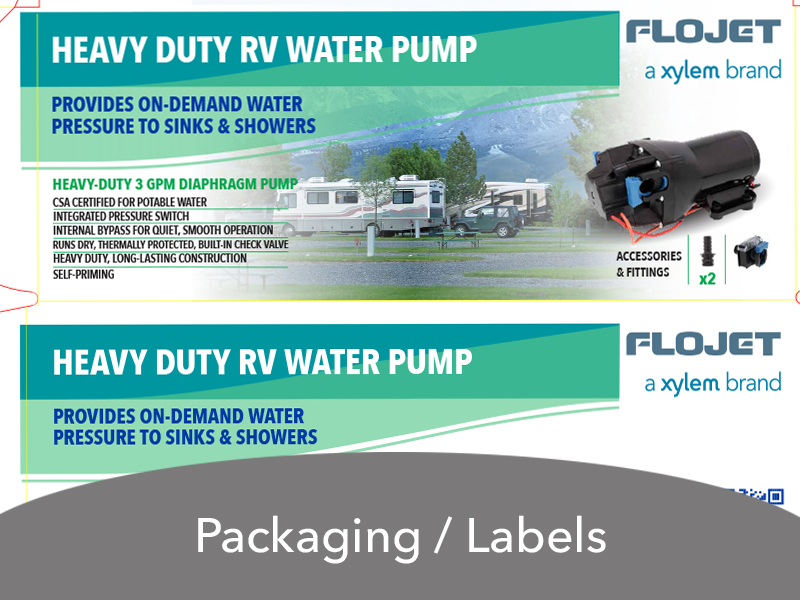 HEAVY DUTY RV WATER PUMP
FLOJET
a xylem brand
PROVIDES ON-DEMAND WATER
PRESSURE TO SINKS & SHOWERS
HEAVY-DUTY 3 GPM DIAPHRAGM PUMP
CSA CERTIFIED FOR POTABLE WATER
INTEGRATED PRESSURE SWITCH
INTERNAL BYPASS FOR QUIET, SMOOTH OPERATION
RUNS DRY, THERMALLY PROTECTED, BUILT-IN CHECK VALVE
HEAVY DUTY, LONG-LASTING CONSTRUCTION
SELF-PRIMING
ACCESSORIES
& FITTINGS
x2
HEAVY DUTY RV WATER PUMP
FLOJET
a xylem brand
PROVIDES ON-DEMAND WATER
PRESSURE TO SINKS & SHOWERS
Packaging / Labels